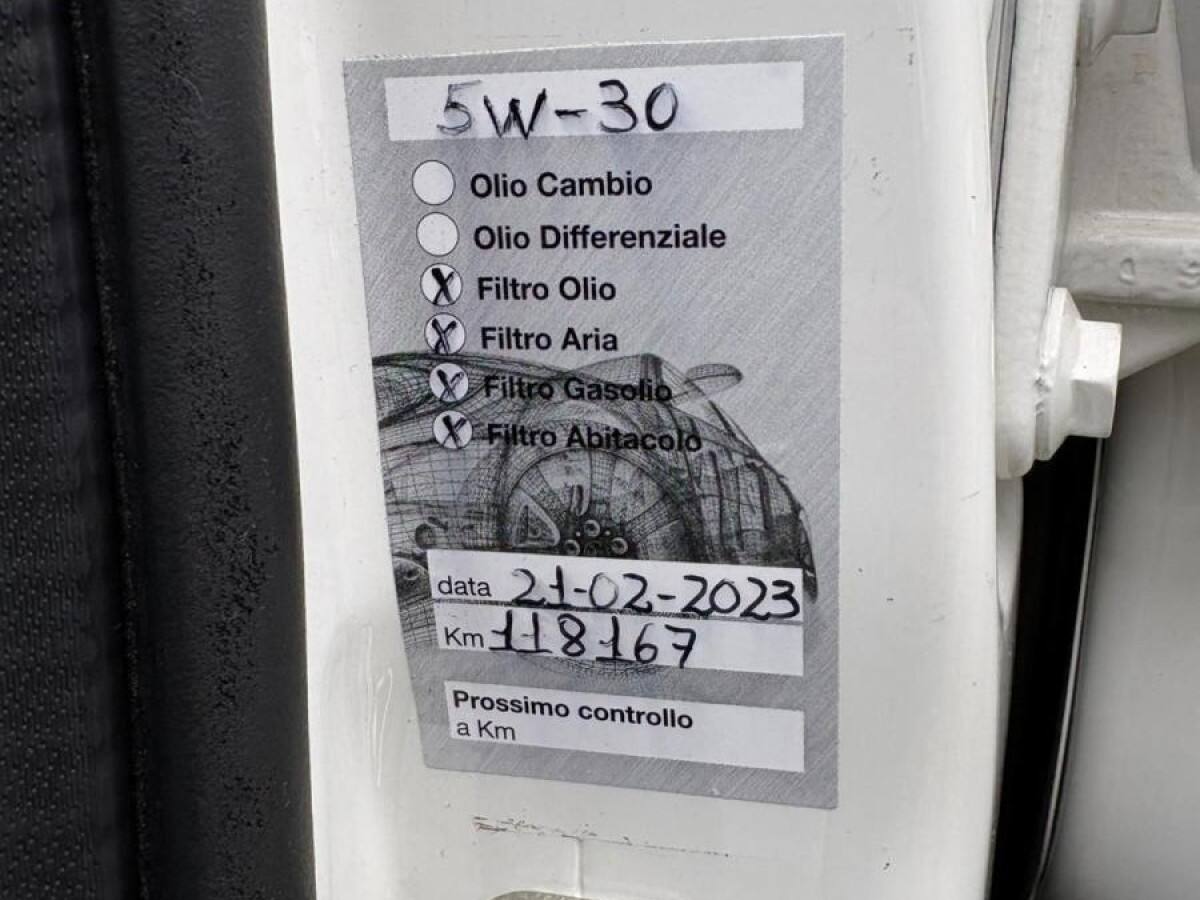 5W-30
Olio Cambio
Olio Differenziale
X Filtro Olio
X Filtro Aria
X Filtro Gasolio
X Filtro Abitacolo
data 21-02-2023
Km 118167
Prossimo controllo
a Km